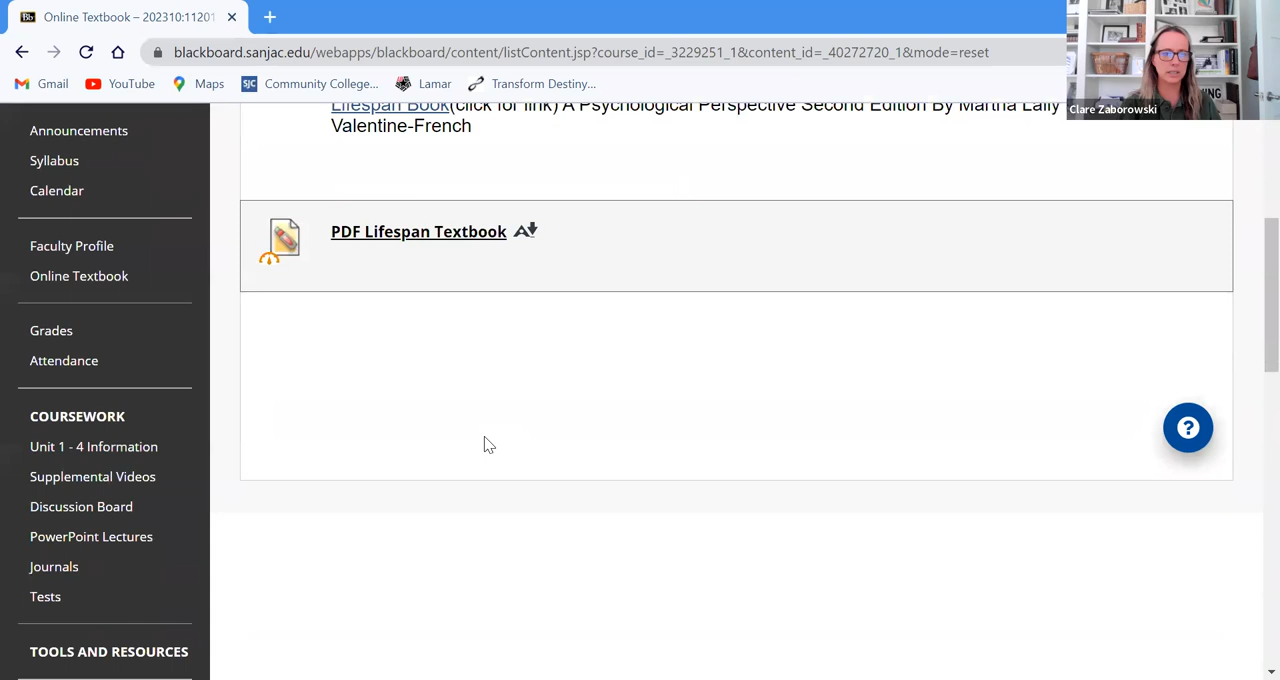 Online Textbook – 202310:11201
blackboard.sanjac.edu/webapps/blackboard/content/listContent.jsp?course_id=_3229251_1&content_id=_40272720_1&mode=reset
Gmail YouTube Maps Community College... Lamar Transform Destiny...
Clare Zaborowski
Announcements
Syllabus
Calendar
Faculty Profile
Online Textbook
Grades
Attendance
COURSEWORK
Unit 1 - 4 Information
Supplemental Videos
Discussion Board
PowerPoint Lectures
Journals
Tests
TOOLS AND RESOURCES
Lifespan Book(click for link) A Psychological Perspective Second Edition By Martha Lally
Valentine-French
PDF Lifespan Textbook